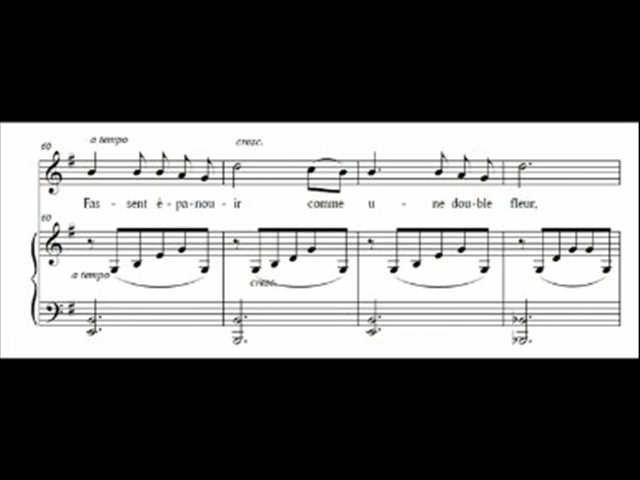 60 a tempo cresc.
Fas - sent é-pa-nou - ir comme u - ne dou-ble fleur,
60
a tempo cresc.